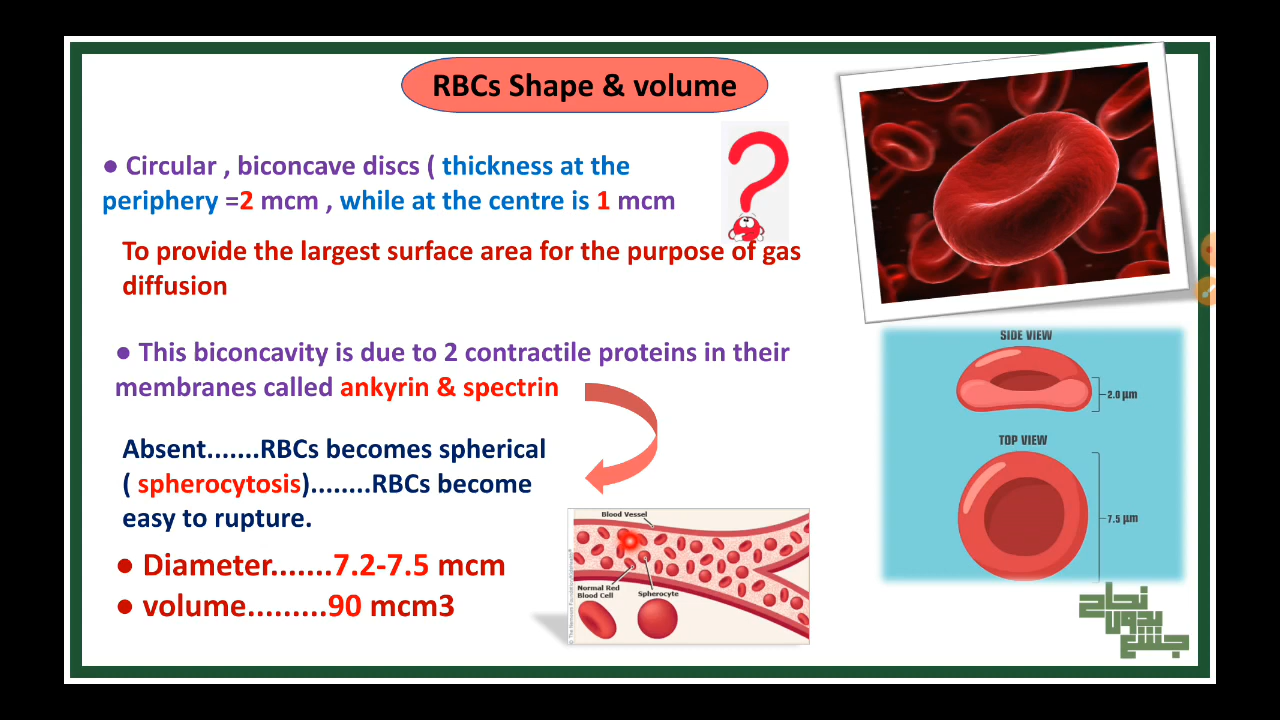 RBCs Shape & volume
● Circular , biconcave discs ( thickness at the
periphery =2 mcm , while at the centre is 1 mcm
To provide the largest surface area for the purpose of gas
diffusion
● This biconcavity is due to 2 contractile proteins in their
membranes called ankyrin & spectrin
Absent.......RBCs becomes spherical
( spherocytosis)........RBCs become
easy to rupture.
● Diameter.......7.2-7.5 mcm
● volume.........90 mcm3
SIDE VIEW
2.0 µm
TOP VIEW
7.5 µm
Blood Vessel
Normal Red
Blood Cell
Spherocyte
نجاح
بدون